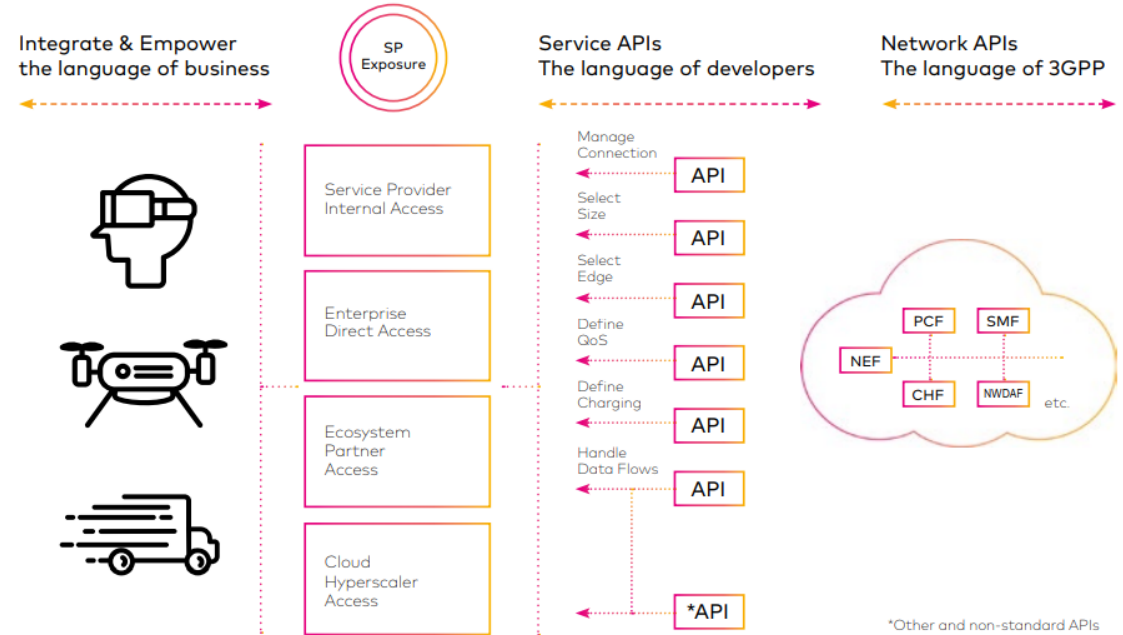 Integrate & Empower
the language of business
SP
Exposure
Service APIs
The language of developers
Network APIs
The language of 3GPP
Service Provider
Internal Access
Enterprise
Direct Access
Ecosystem
Partner
Access
Cloud
Hyperscaler
Access
Manage
Connection
API
Select
Size
API
Select
Edge
API
Define
QoS
API
Define
Charging
API
Handle
Data Flows
API
*API
PCF
SMF
NEF
CHF
NWDAF
etc.
*Other and non-standard APIs